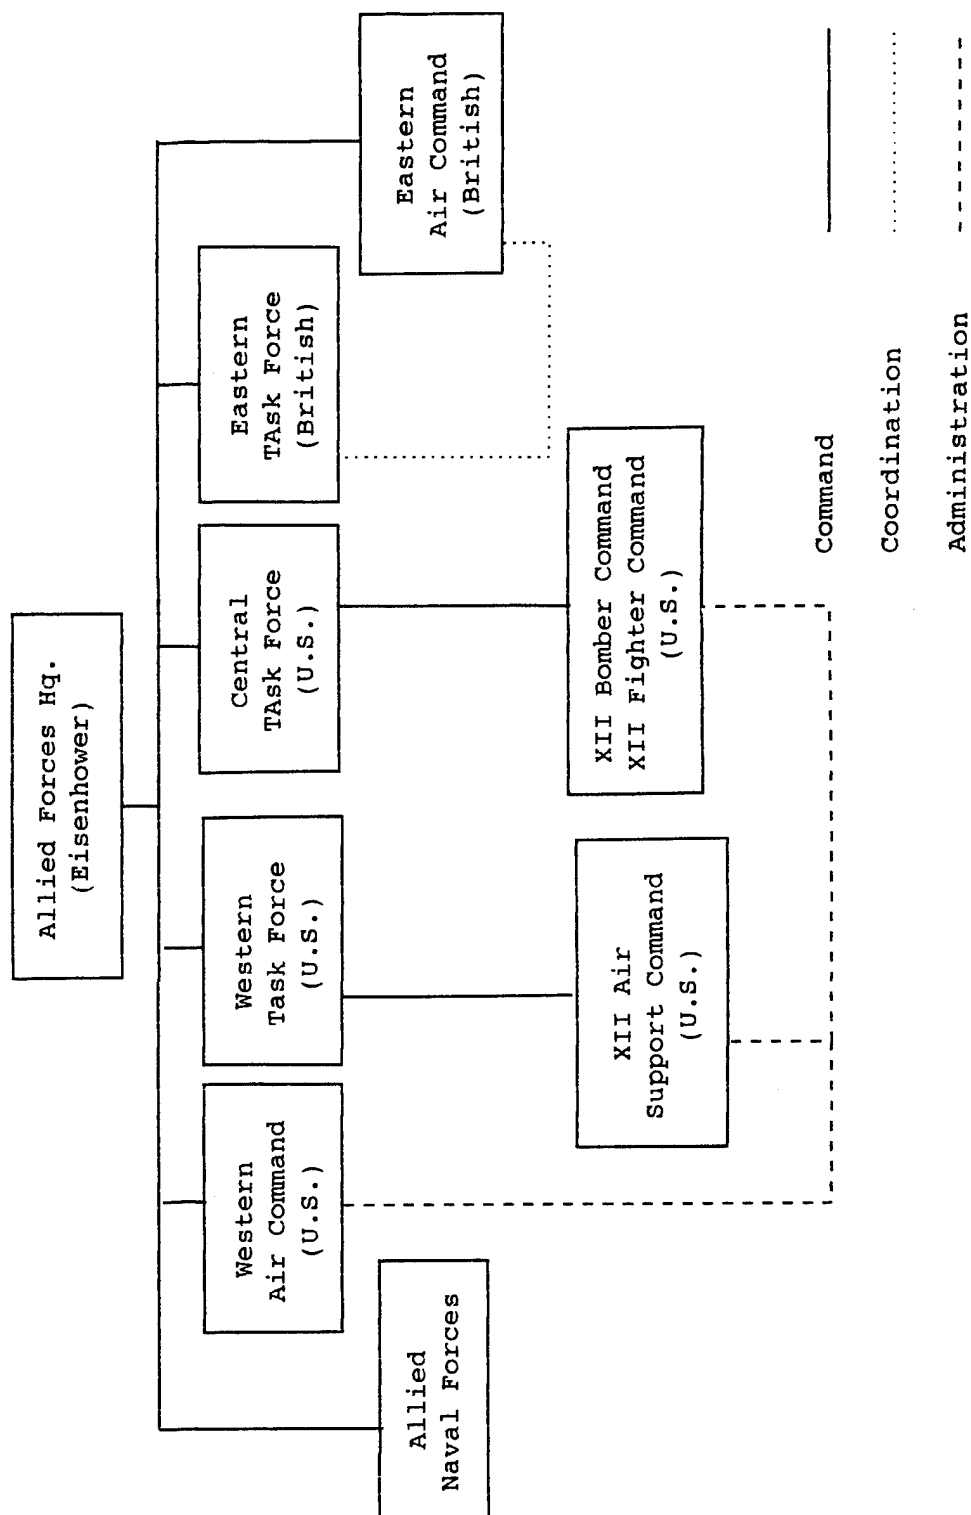 Allied Forces Hq.
(Eisenhower)
Allied
Naval Forces
Western
Air Command
(U.S.)
Western
Task Force
(U.S.)
Central
TAsk Force
(U.S.)
Eastern
TAsk Force
(British)
Eastern
Air Command
(British)
XII Air
Support Command
(U.S.)
XII Bomber Command
XII Fighter Command
(U.S.)
Command
Coordination
Administration